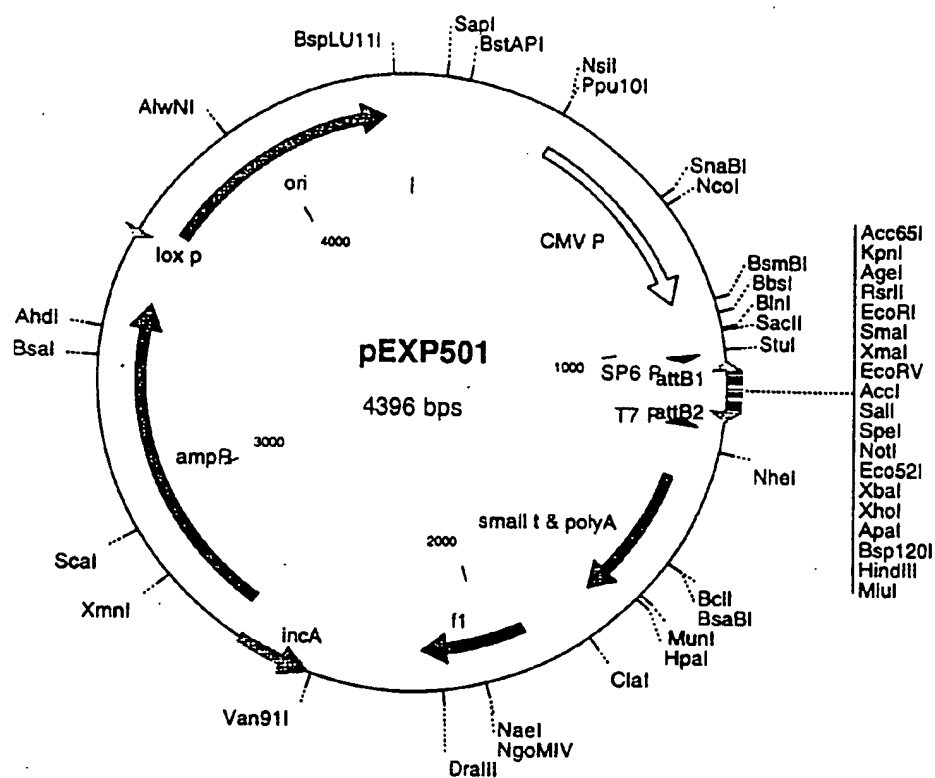 BspLU11I
SapI
BstAPI
NsiI
Ppu10I
AlwNI
SnaBI
NcoI
ori
4000
CMV P
lox p
BsmBI
BbsI
BlnI
SacII
StuI
AhdI
BsaI
pEXP501
4396 bps
1000
SP6 P
attB1
T7 P
attB2
Acc65I
KpnI
AgeI
RsrII
EcoRI
SmaI
XmaI
EcoRV
AccI
SalI
SpeI
NotI
Eco52I
XbaI
XhoI
ApaI
Bsp120I
HindIII
MluI
NheI
ampR
3000
small t & polyA
2000
ScaI
XmnI
BclI
BsaBI
MunI
HpaI
ClaI
f1
incA
Van91I
NaeI
NgoMIV
DraIII